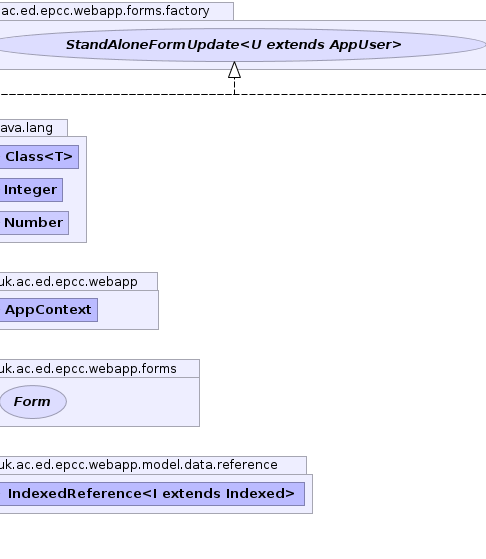 ac.ed.epcc.webapp.forms.factory
StandAloneFormUpdate<U extends AppUser>
ava.lang
Class<T>
Integer
Number
uk.ac.ed.epcc.webapp
AppContext
uk.ac.ed.epcc.webapp.forms
Form
uk.ac.ed.epcc.webapp.model.data.reference
IndexedReference<I extends Indexed>